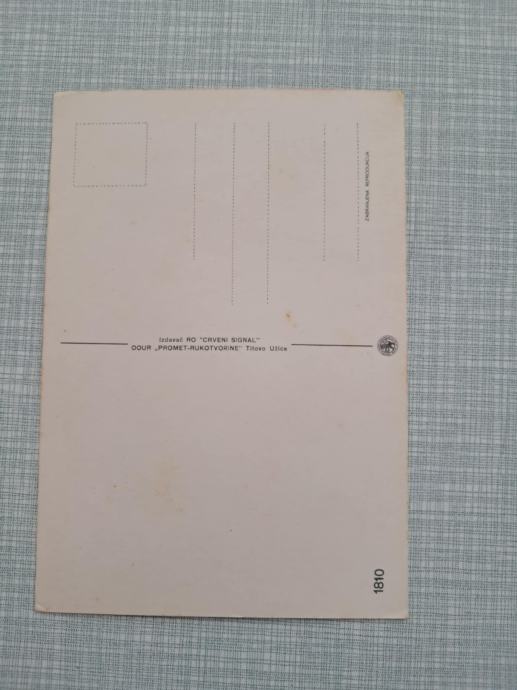 ZABRANJENA REPRODUKCIJA
Izdavač RO "CRVENI SIGNAL"
OOUR „PROMET-RUKOTVORINE" Titovo Užice
1810